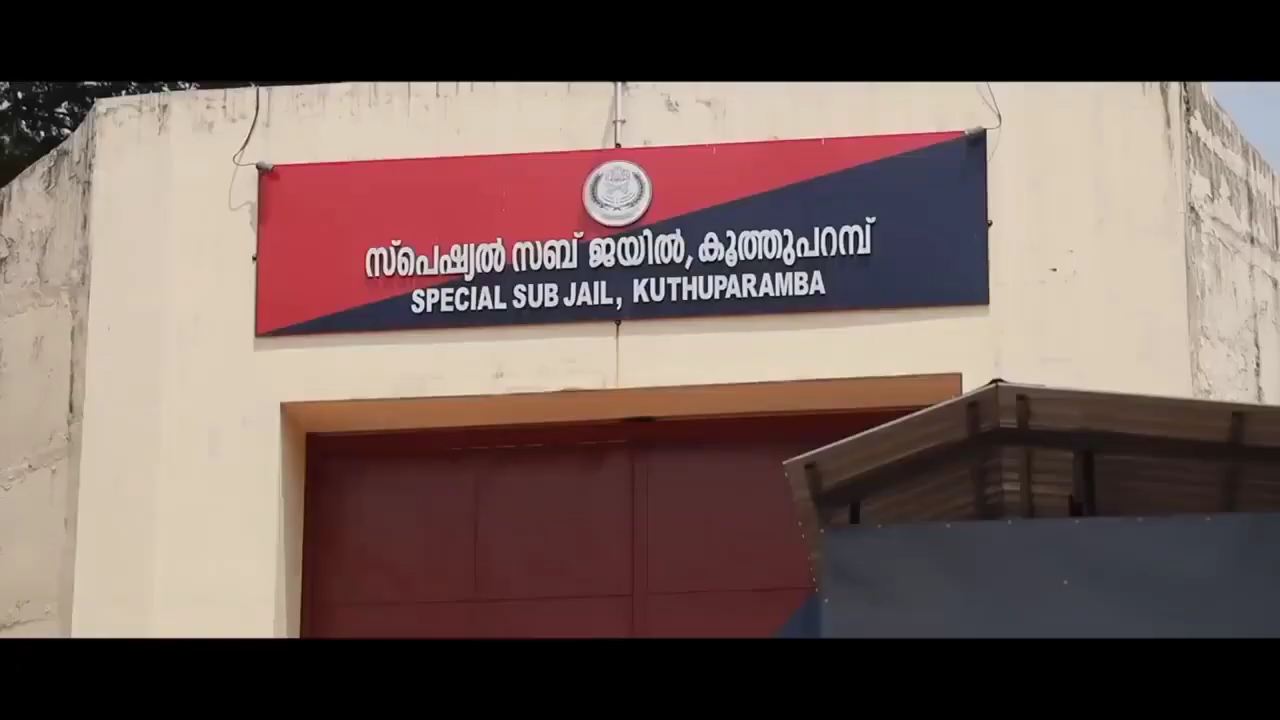 സ്പെഷ്യൽ സബ് ജയിൽ, കൂത്തുപറമ്പ്
SPECIAL SUB JAIL, KUTHUPARAMBA